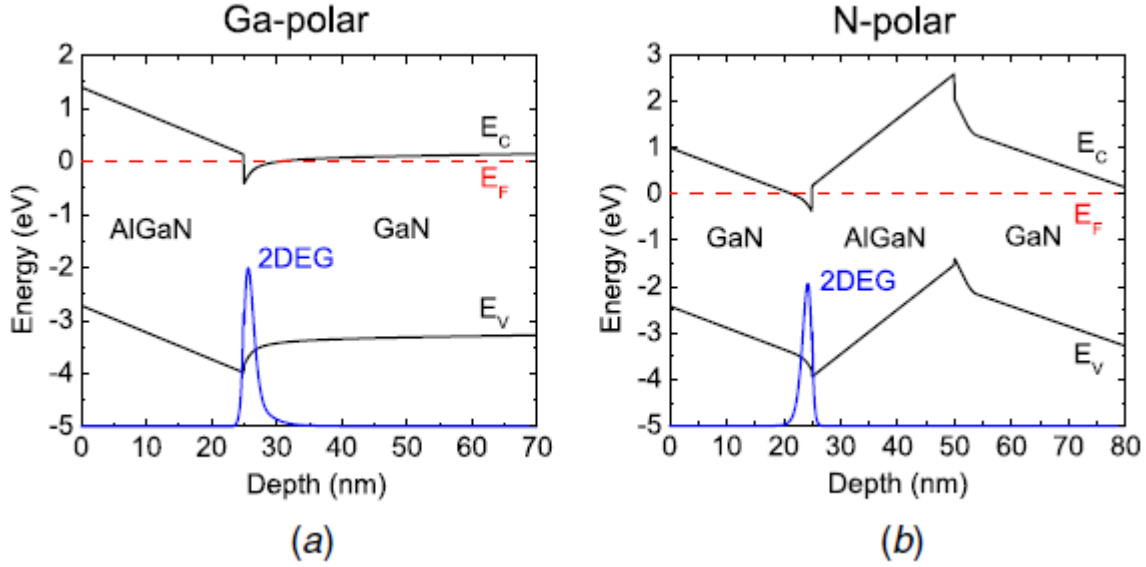 Ga-polar
2
1
0
-1
-2
-3
-4
-5
Energy (eV)
E_C
E_F
AlGaN
GaN
2DEG
E_V
0 10 20 30 40 50 60 70
Depth (nm)
(a)
N-polar
3
2
1
0
-1
-2
-3
-4
-5
Energy (eV)
E_C
E_F
GaN
AlGaN
GaN
2DEG
E_V
0 10 20 30 40 50 60 70 80
Depth (nm)
(b)